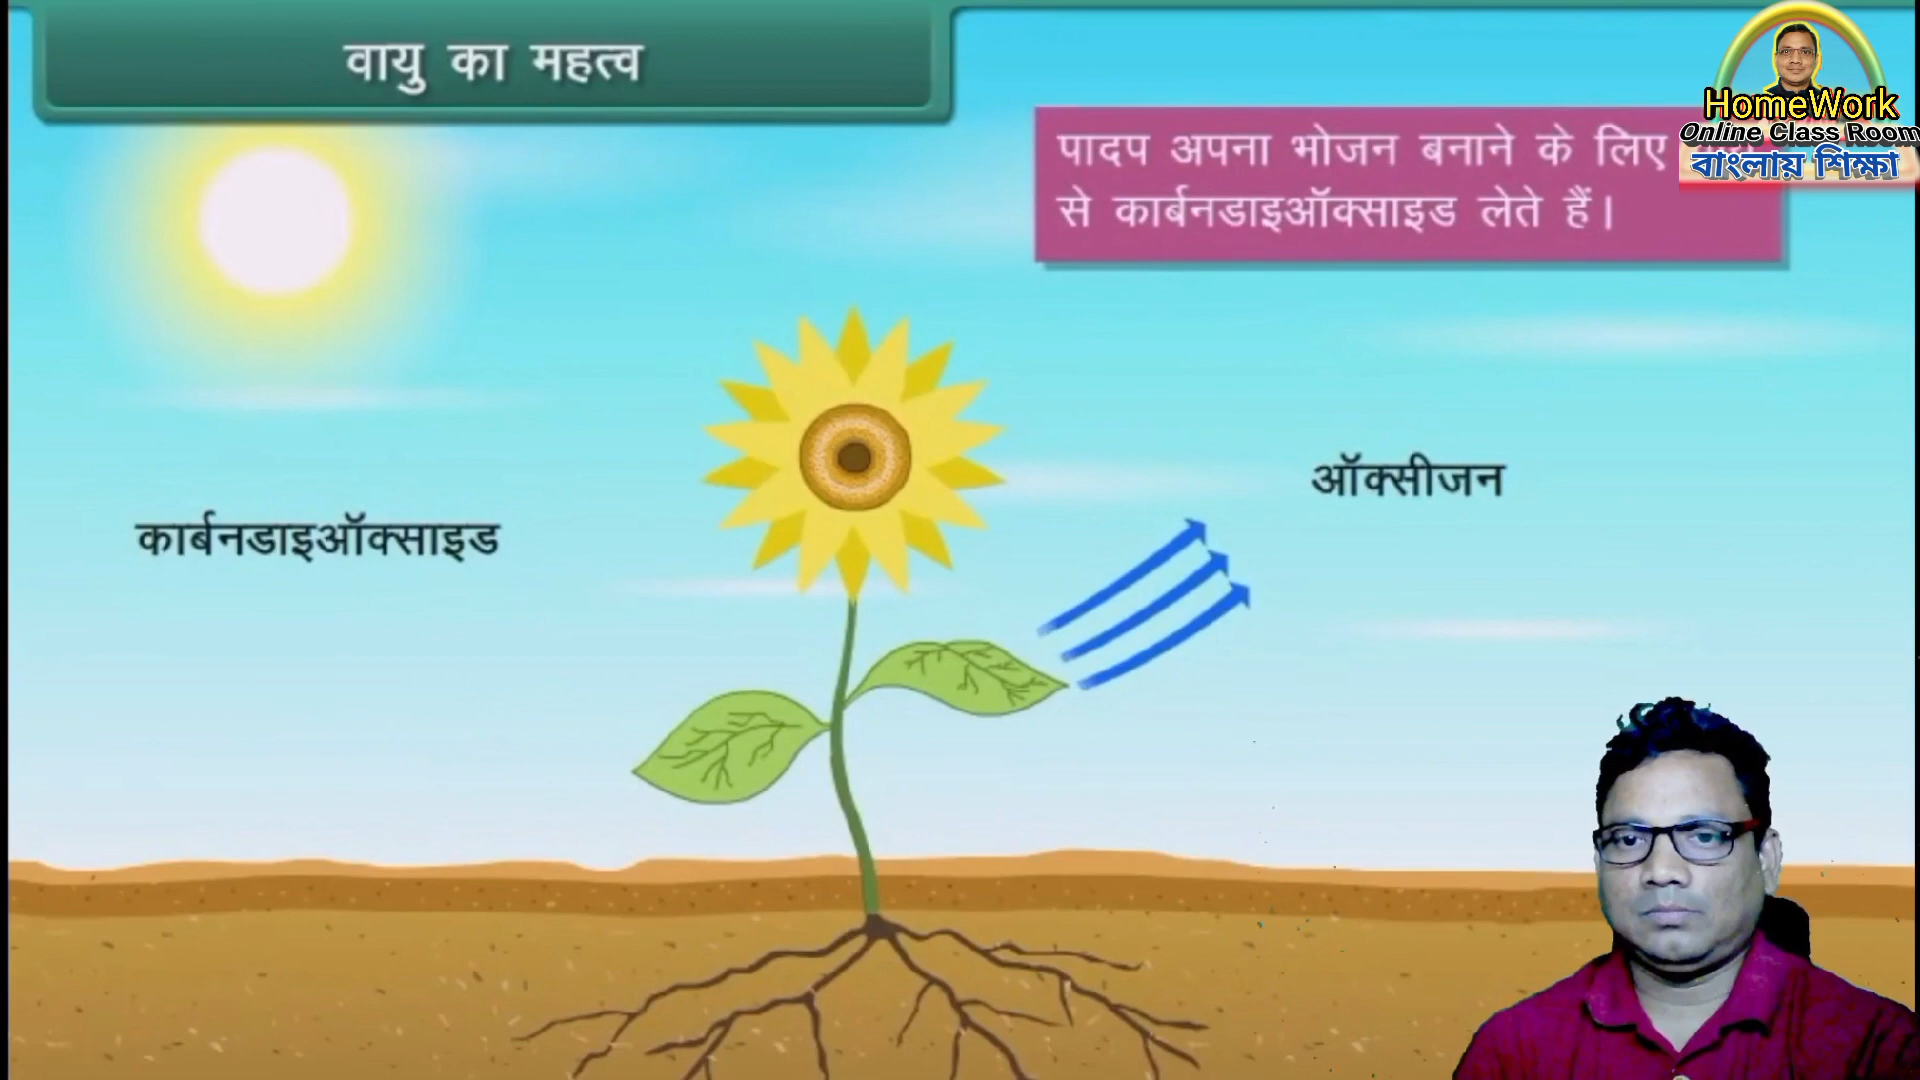 वायु का महत्व
HomeWork
Online Class Room
বাংলায় শিক্ষা
पादप अपना भोजन बनाने के लिए
से कार्बनडाइऑक्साइड लेते हैं।
ऑक्सीजन
कार्बनडाइऑक्साइड